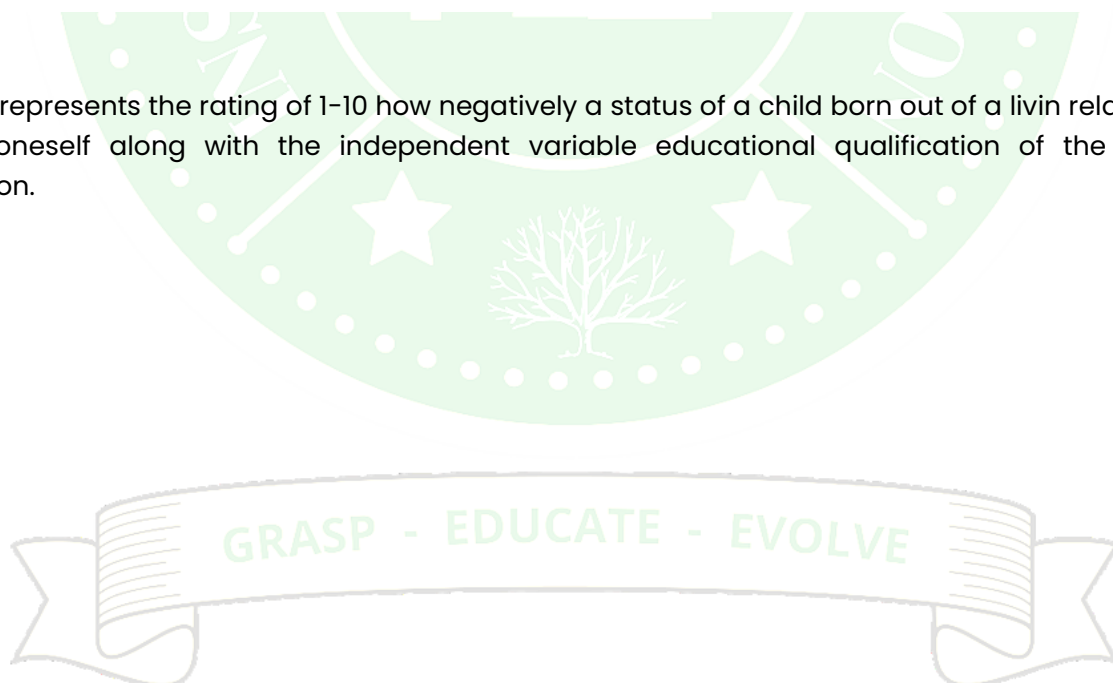 represents the rating of 1-10 how negatively a status of a child born out of a livin
oneself along with the independent variable educational qualification of the
on.
GRASP - EDUCATE - EVOLVE